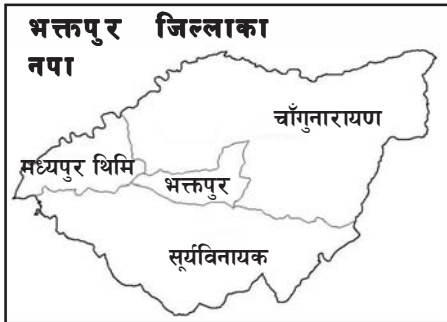 भक्तपुर जिल्लाका
नपा
चाँगुनारायण
मध्यपुर थिमि
भक्तपुर
सूर्यविनायक